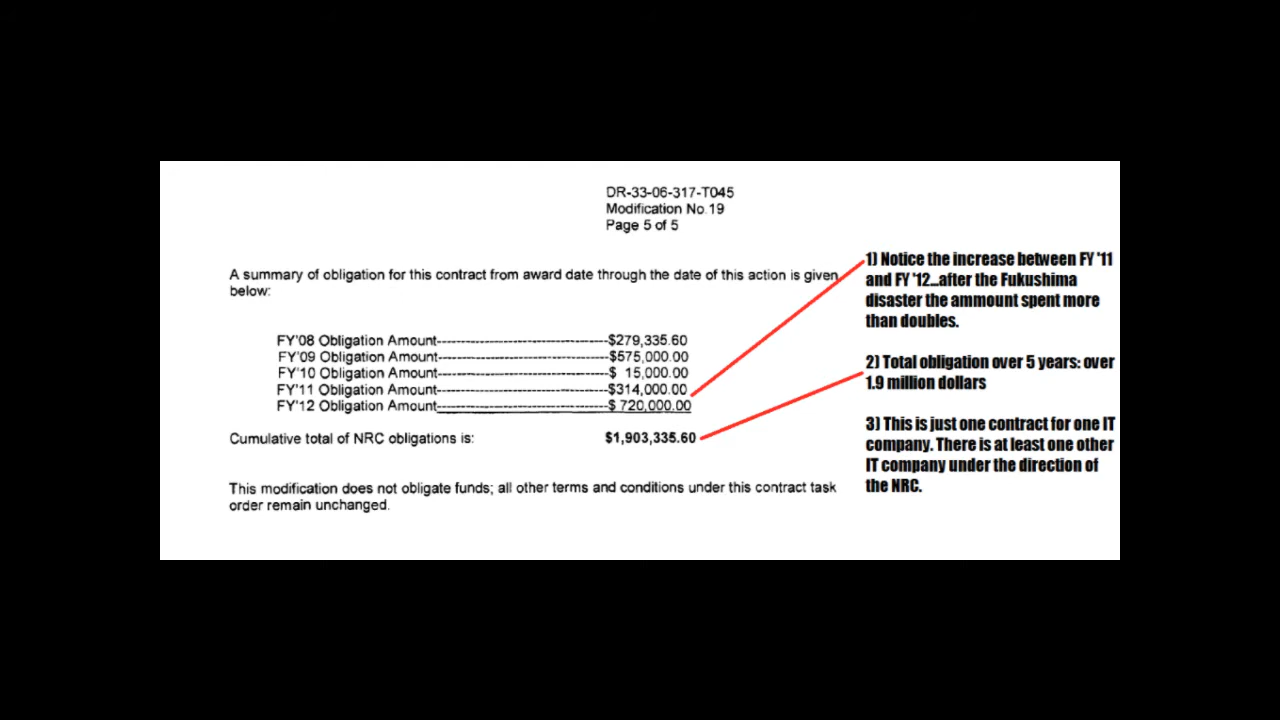 DR-33-06-317-T045
Modification No.19
Page 5 of 5
A summary of obligation for this contract from award date through the date of this action is given
below:
FY'08 Obligation Amount-----------------------------------$279,335.60
FY'09 Obligation Amount-----------------------------------$575,000.00
FY'10 Obligation Amount-----------------------------------$ 15,000.00
FY'11 Obligation Amount-----------------------------------$314,000.00
FY'12 Obligation Amount-----------------------------------$ 720,000.00
Cumulative total of NRC obligations is: $1,903,335.60
This modification does not obligate funds; all other terms and conditions under this contract task
order remain unchanged.
1) Notice the increase between FY '11
and FY '12...after the Fukushima
disaster the ammount spent more
than doubles.
2) Total obligation over 5 years: over
1.9 million dollars
3) This is just one contract for one IT
company. There is at least one other
IT company under the direction of
the NRC.